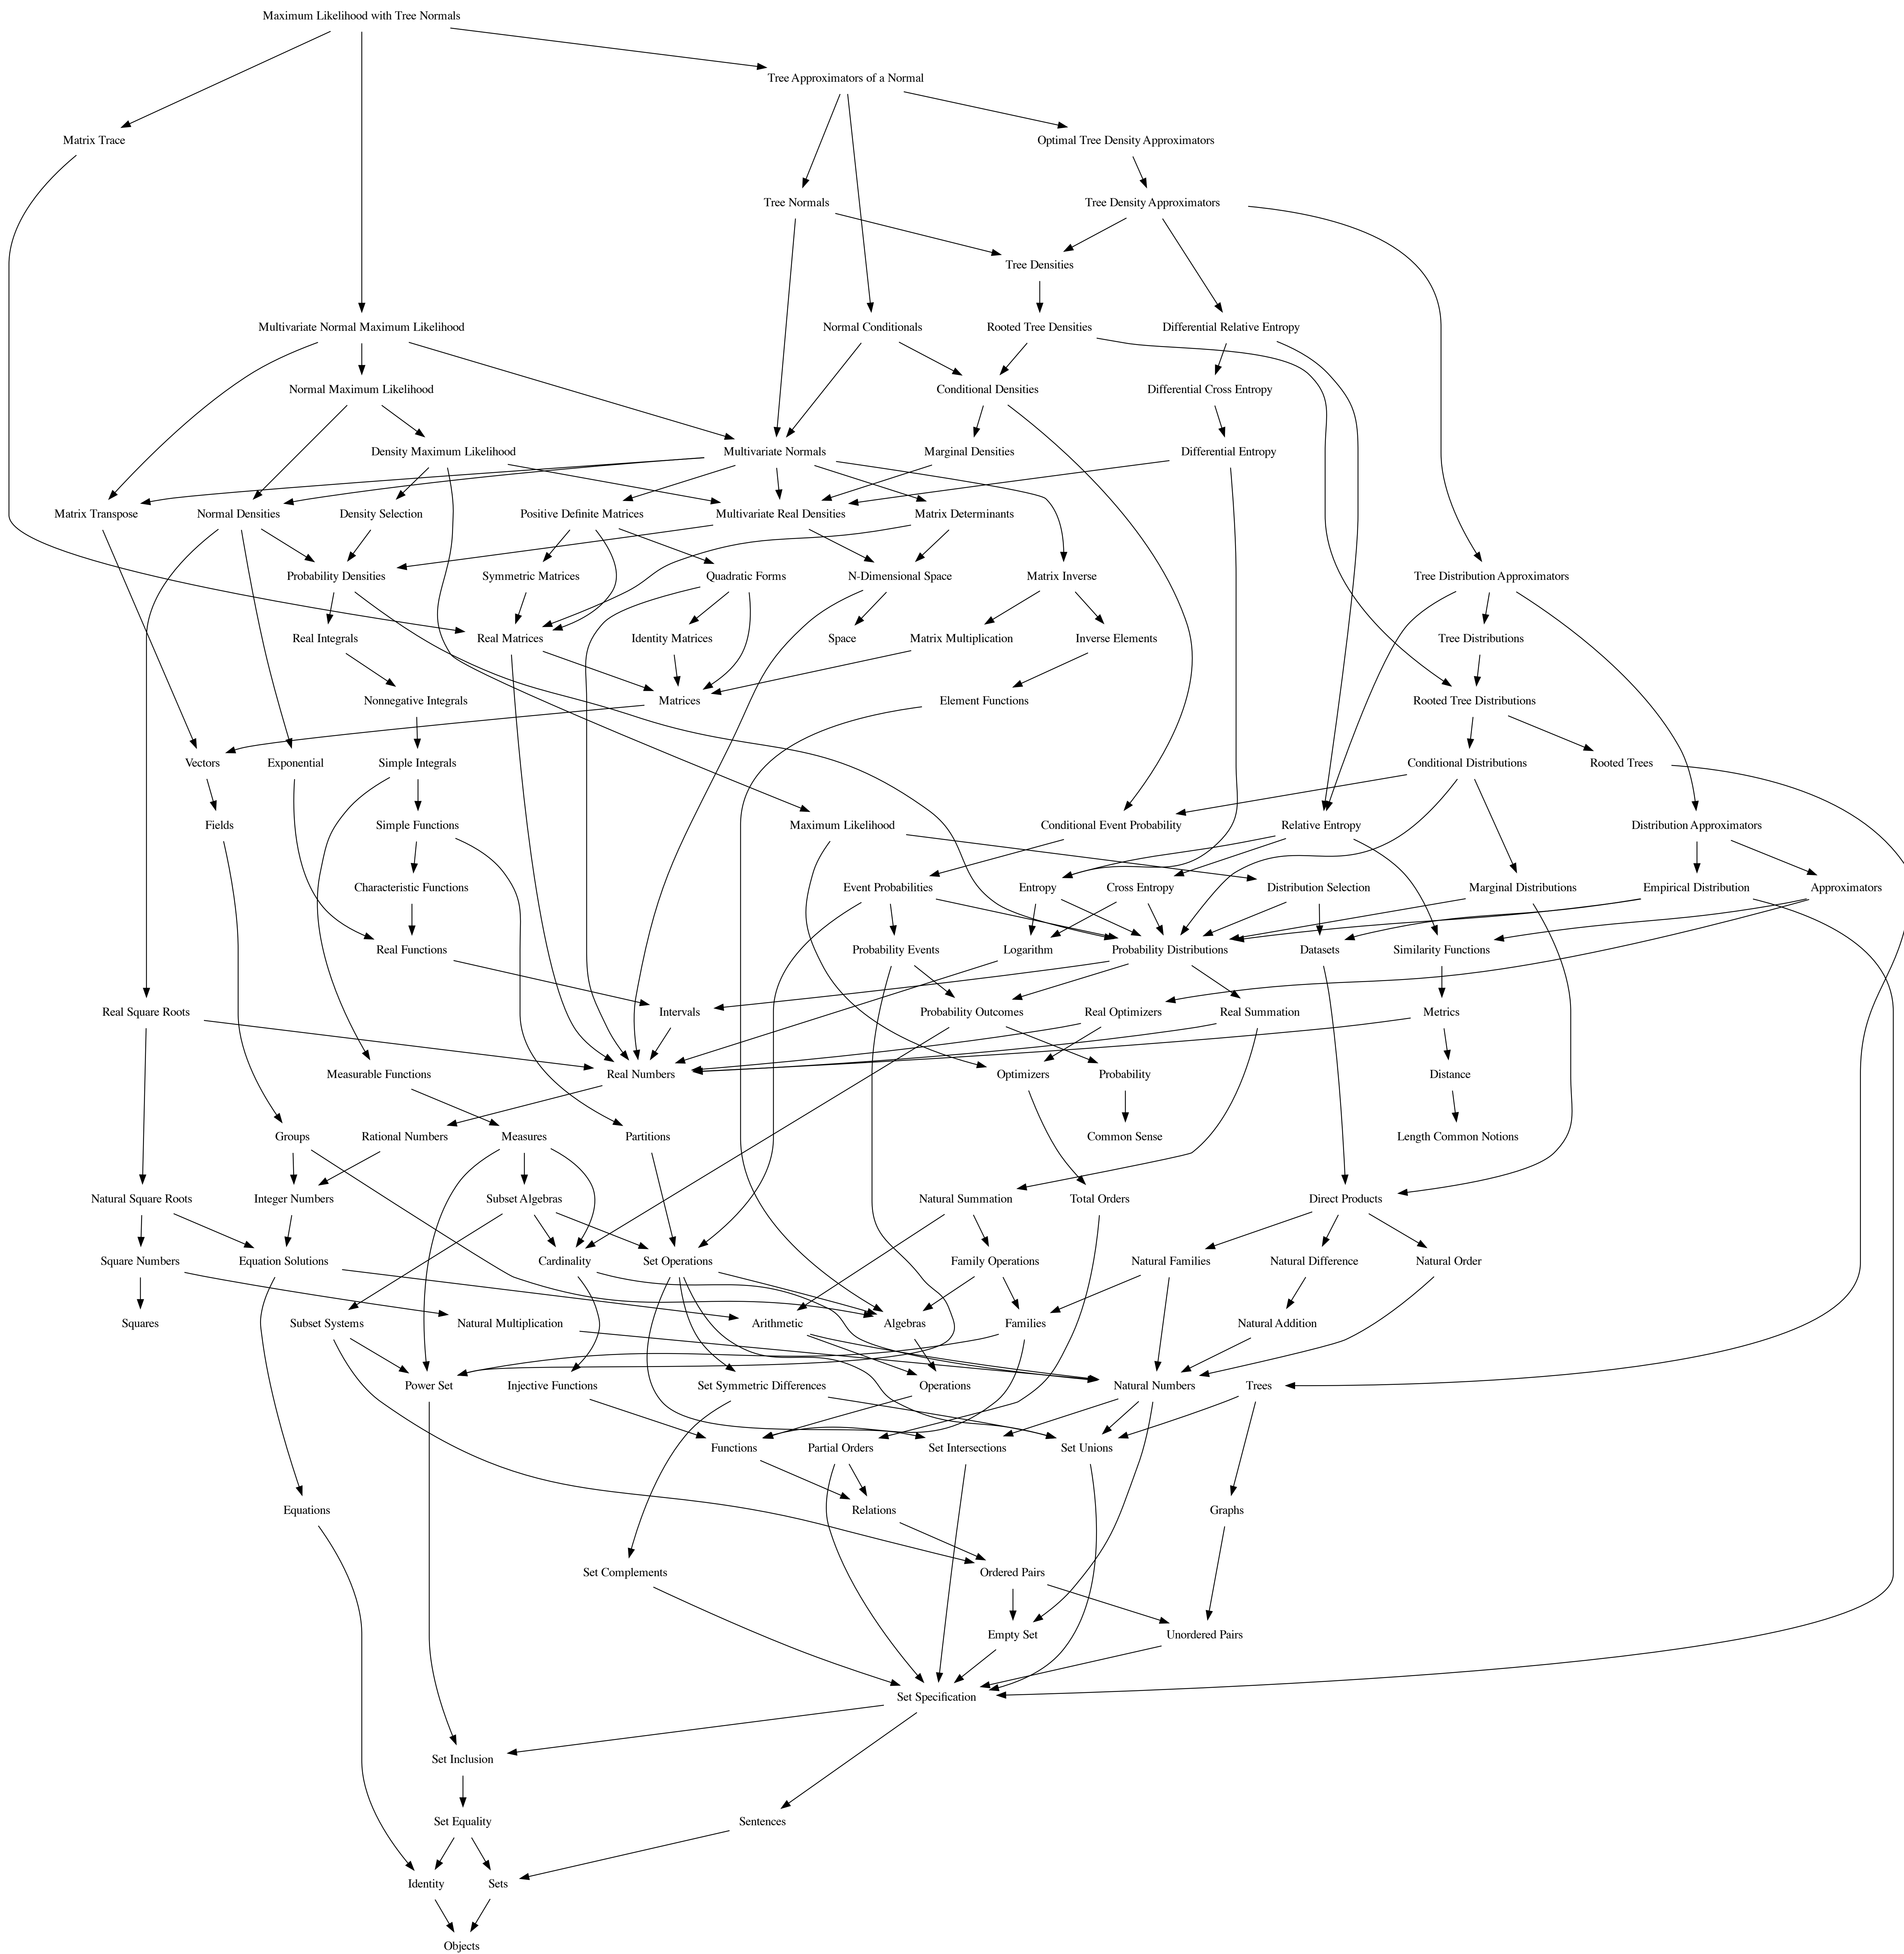 Maximum Likelihood with Tree Normals
Tree Approximators of a Normal
Matrix Trace
Optimal Tree Density Approximators
Tree Normals
Tree Density Approximators
Tree Densities
Multivariate Normal Maximum Likelihood
Normal Conditionals
Rooted Tree Densities
Differential Relative Entropy
Normal Maximum Likelihood
Conditional Densities
Differential Cross Entropy
Density Maximum Likelihood
Multivariate Normals
Marginal Densities
Differential Entropy
Matrix Transpose
Normal Densities
Density Selection
Positive Definite Matrices
Multivariate Real Densities
Matrix Determinants
Probability Densities
Symmetric Matrices
Quadratic Forms
N-Dimensional Space
Matrix Inverse
Tree Distribution Approximators
Real Integrals
Real Matrices
Identity Matrices
Space
Matrix Multiplication
Inverse Elements
Tree Distributions
Nonnegative Integrals
Matrices
Element Functions
Rooted Tree Distributions
Vectors
Exponential
Simple Integrals
Conditional Distributions
Rooted Trees
Fields
Simple Functions
Maximum Likelihood
Conditional Event Probability
Relative Entropy
Distribution Approximators
Characteristic Functions
Event Probabilities
Entropy
Cross Entropy
Distribution Selection
Marginal Distributions
Empirical Distribution
Approximators
Real Functions
Probability Events
Logarithm
Probability Distributions
Datasets
Similarity Functions
Real Square Roots
Intervals
Probability Outcomes
Real Optimizers
Real Summation
Metrics
Measurable Functions
Real Numbers
Optimizers
Probability
Distance
Groups
Rational Numbers
Measures
Partitions
Common Sense
Length Common Notions
Natural Square Roots
Integer Numbers
Subset Algebras
Natural Summation
Total Orders
Direct Products
Square Numbers
Equation Solutions
Cardinality
Set Operations
Family Operations
Natural Families
Natural Difference
Natural Order
Squares
Subset Systems
Natural Multiplication
Arithmetic
Algebras
Families
Natural Addition
Power Set
Injective Functions
Set Symmetric Differences
Operations
Natural Numbers
Trees
Functions
Partial Orders
Set Intersections
Set Unions
Equations
Relations
Graphs
Set Complements
Ordered Pairs
Empty Set
Unordered Pairs
Set Specification
Set Inclusion
Set Equality
Sentences
Identity
Sets
Objects